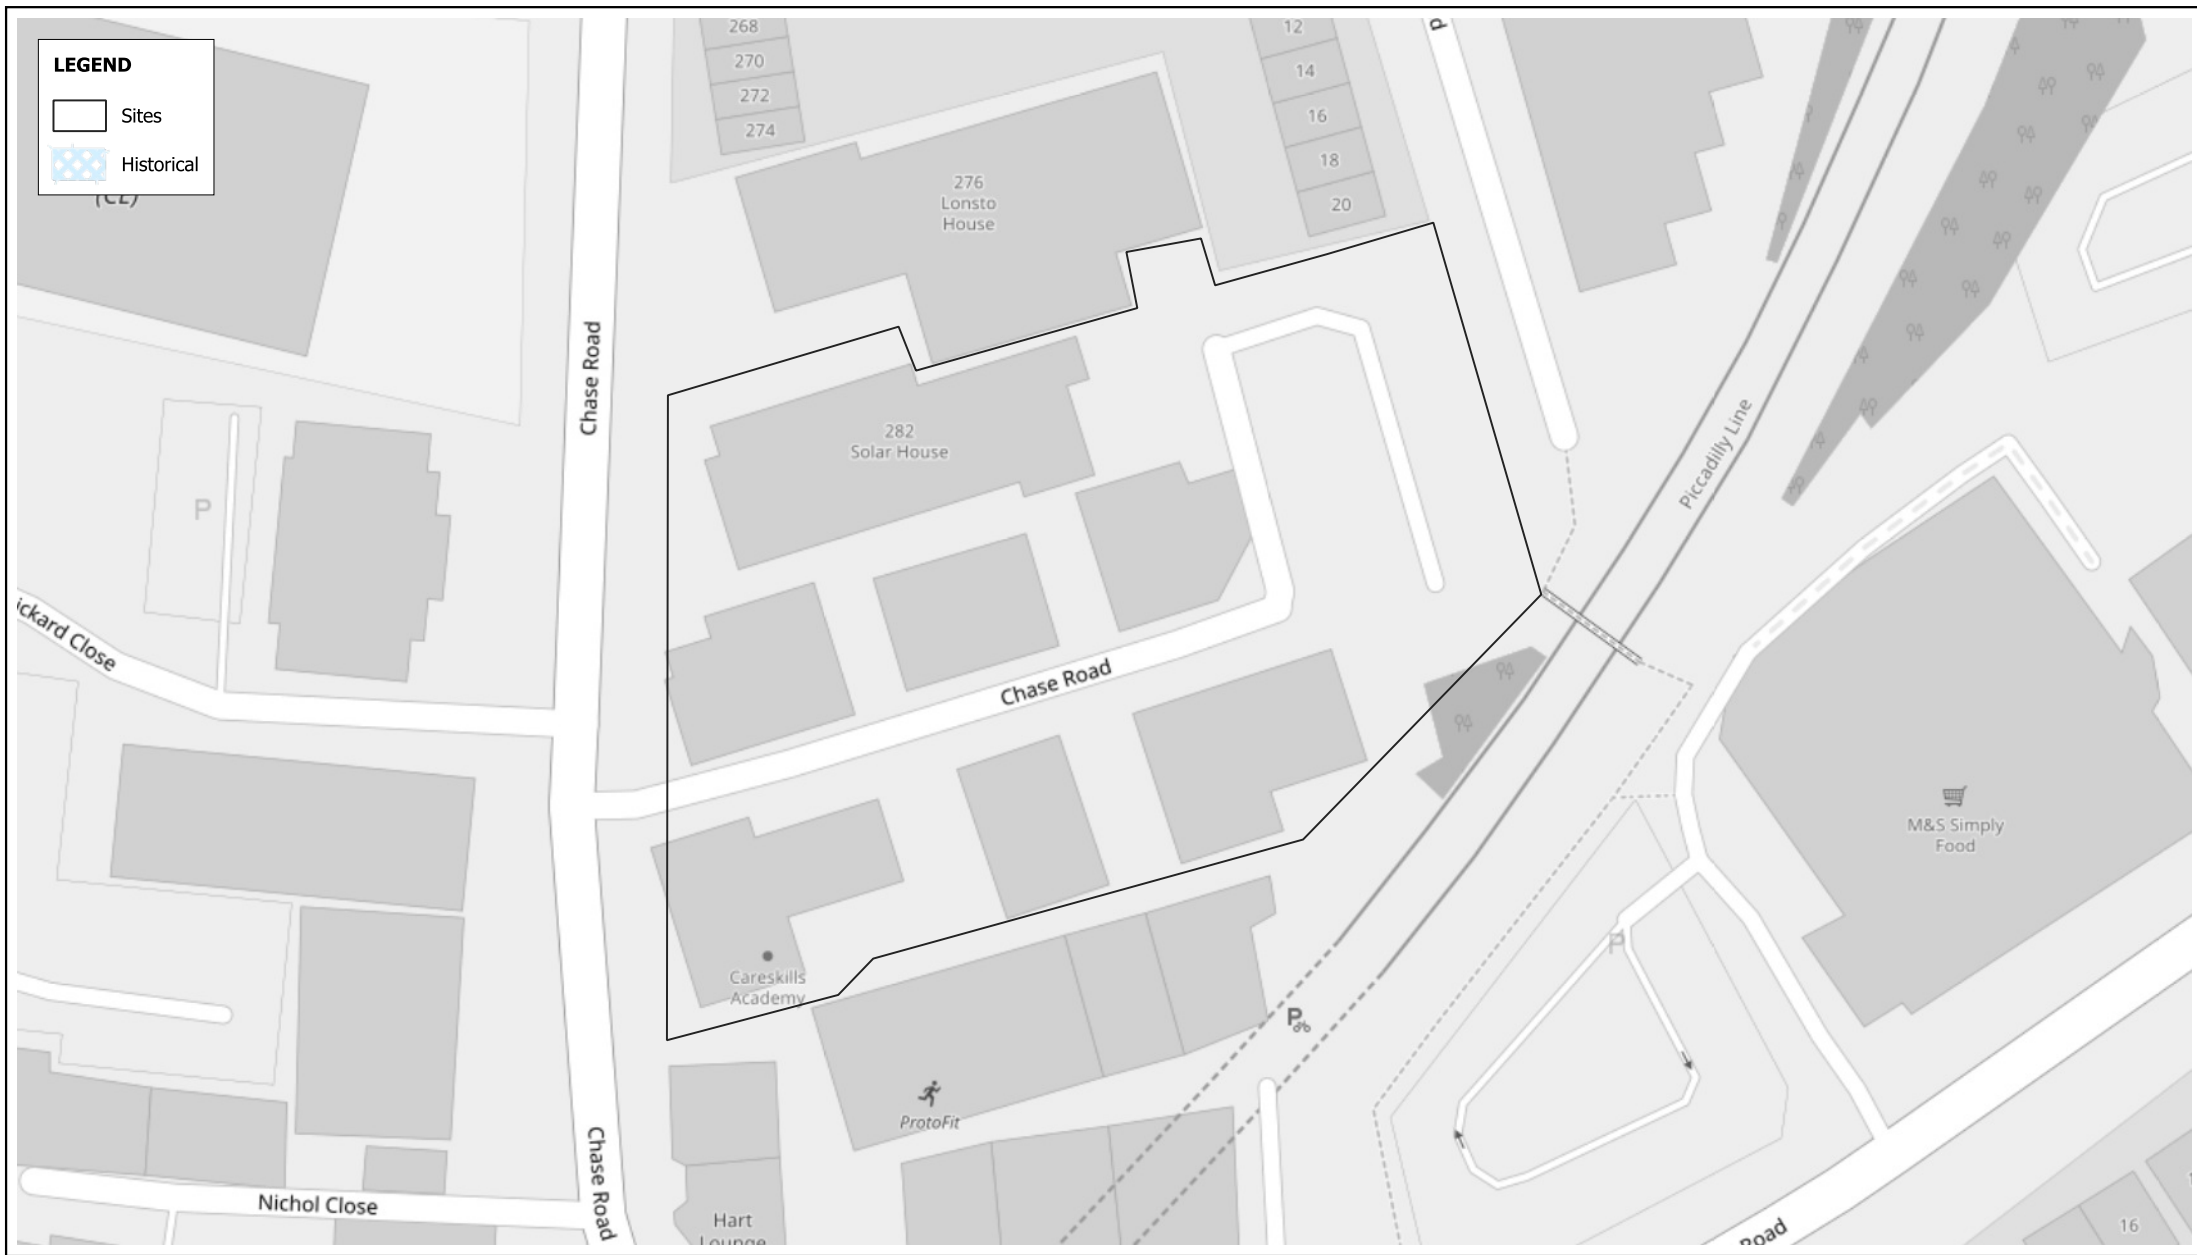 LEGEND
Sites
Historical
268
270
272
274
12
14
16
18
20
276
Lonsto
House
Chase Road
282
Solar House
P
Piccadilly Line
ickard Close
Chase Road
M&S Simply
Food
P
Careskills
Academy
P
ProtoFit
Chase Road
Nichol Close
Hart
Lounge
Road
16